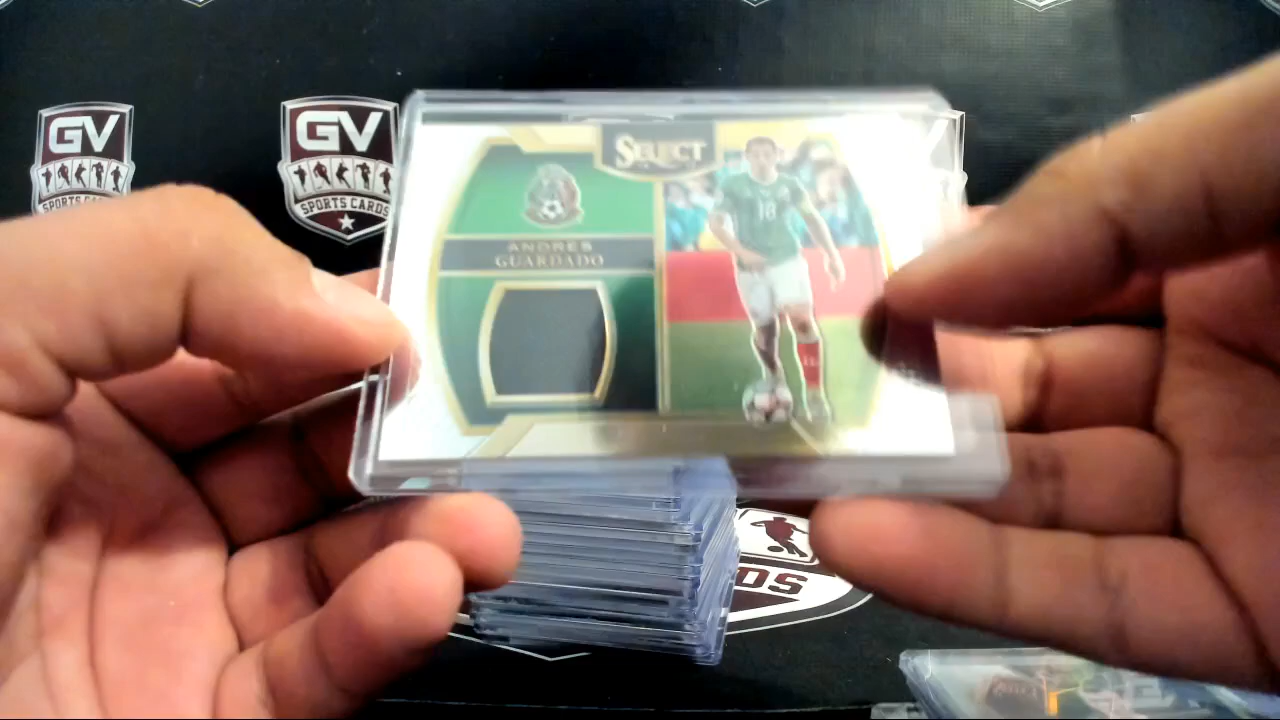 GV
SPORTS CARDS
GV
SPORTS CARDS
SELECT
ANDRES
GUARDADO
18